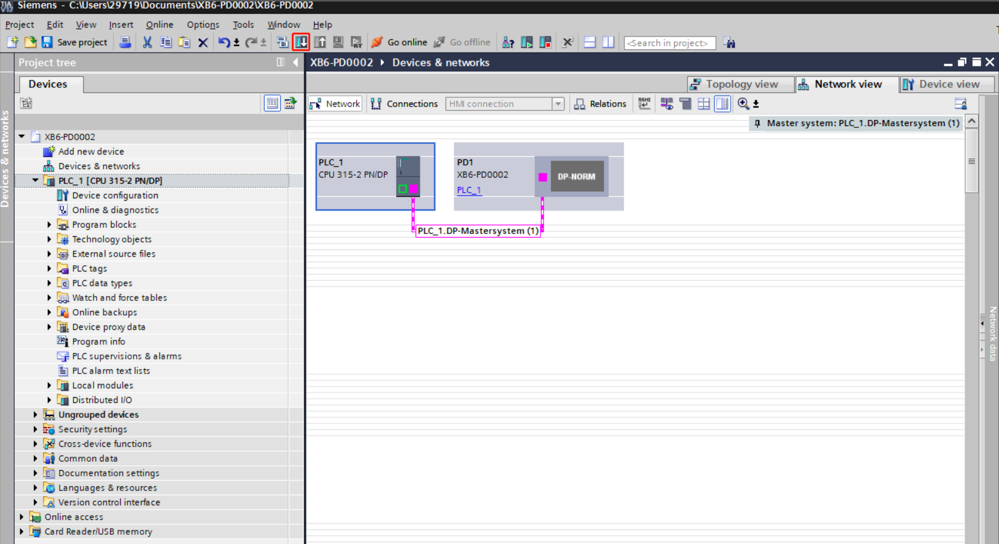 TIA
V17
Siemens - C:\Users\29719\Documents\XB6-PD0002\XB6-PD0002
Project Edit View Insert Online Options Tools Window Help
Save project
RT
Go online
Go offline
<Search in project>
Project tree
XB6-PD0002 ▸ Devices & networks
Devices
Topology view
Network view
Device view
Network
Connections
HMI connection
Relations
Devices & networks
Master system: PLC_1.DP-Mastersystem (1)
XB6-PD0002
Add new device
Devices & networks
PLC_1 [CPU 315-2 PN/DP]
Device configuration
Online & diagnostics
Program blocks
Technology objects
External source files
PLC tags
PLC data types
Watch and force tables
Online backups
Device proxy data
Program info
PLC supervisions & alarms
PLC alarm text lists
Local modules
Distributed I/O
Ungrouped devices
Security settings
Cross-device functions
Common data
Documentation settings
Languages & resources
Version control interface
Online access
Card Reader/USB memory
PLC_1
CPU 315-2 PN/DP
PD1
XB6-PD0002
PLC_1
DP-NORM
PLC_1.DP-Mastersystem (1)
Network data